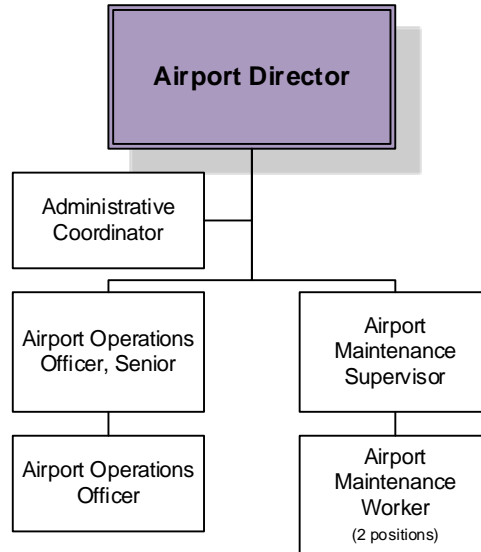 Airport Director
Administrative
Coordinator
Airport Operations
Officer, Senior
Airport
Maintenance
Supervisor
Airport Operations
Officer
Airport
Maintenance
Worker
(2 positions)